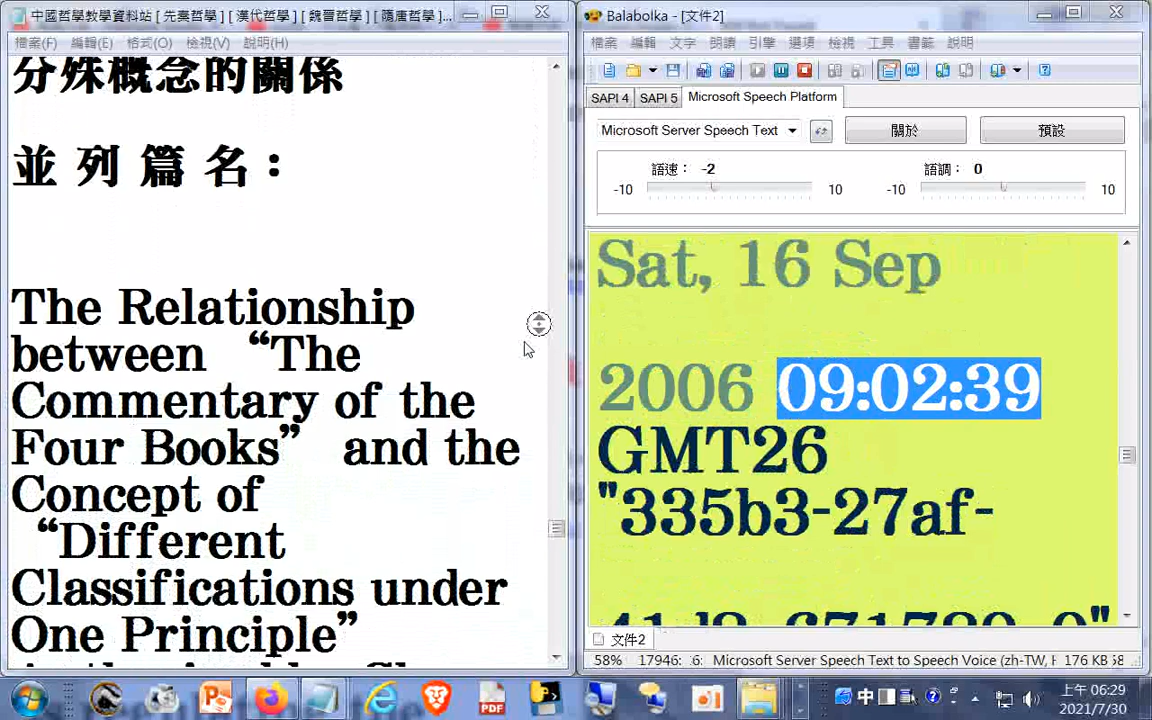 中國哲學教學資料站 [ 先秦哲學 ] [ 漢代哲學 ] [ 魏晉哲學 ] [ 隋唐哲學 ]...
檔案(F) 編輯(E) 格式(O) 檢視(V) 說明(H)
分殊概念的關係
並 列 篇 名：
The Relationship
between “The
Commentary of the
Four Books” and the
Concept of
“Different
Classifications under
One Principle”
Balabolka - [文件2]
檔案 編輯 文字 朗讀 引擎 選項 檢視 工具 書籤 說明
SAPI 4 SAPI 5 Microsoft Speech Platform
Microsoft Server Speech Text 關於 預設
語速： -2 語調： 0
-10 10 -10 10
Sat, 16 Sep
2006 09:02:39
GMT26
"335b3-27af-
文件2
58% 17946: 6: Microsoft Server Speech Text to Speech Voice (zh-TW, 176 KB
中
上午 06:29
2021/7/30